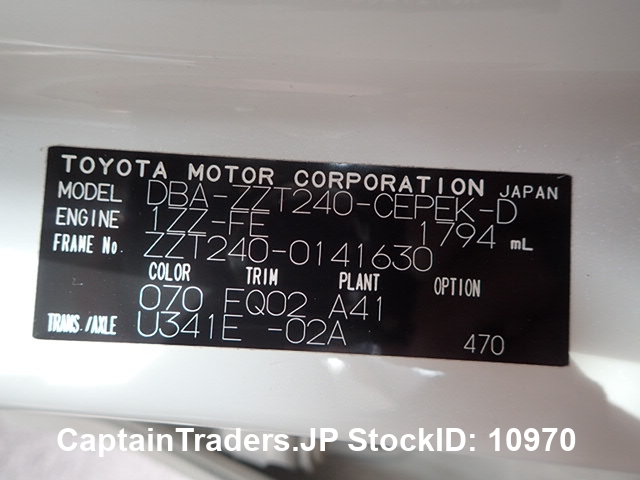 TOYOTA MOTOR CORPORATION JAPAN
MODEL DBA-ZZT240-CEPEK-D
ENGINE 1ZZ-FE 1794 mL
FRAME No. ZZT240-0141630
COLOR TRIM PLANT OPTION
070 FQ02 A41
TRANS./AXLE U341E -02A 470
CaptainTraders.JP StockID: 10970